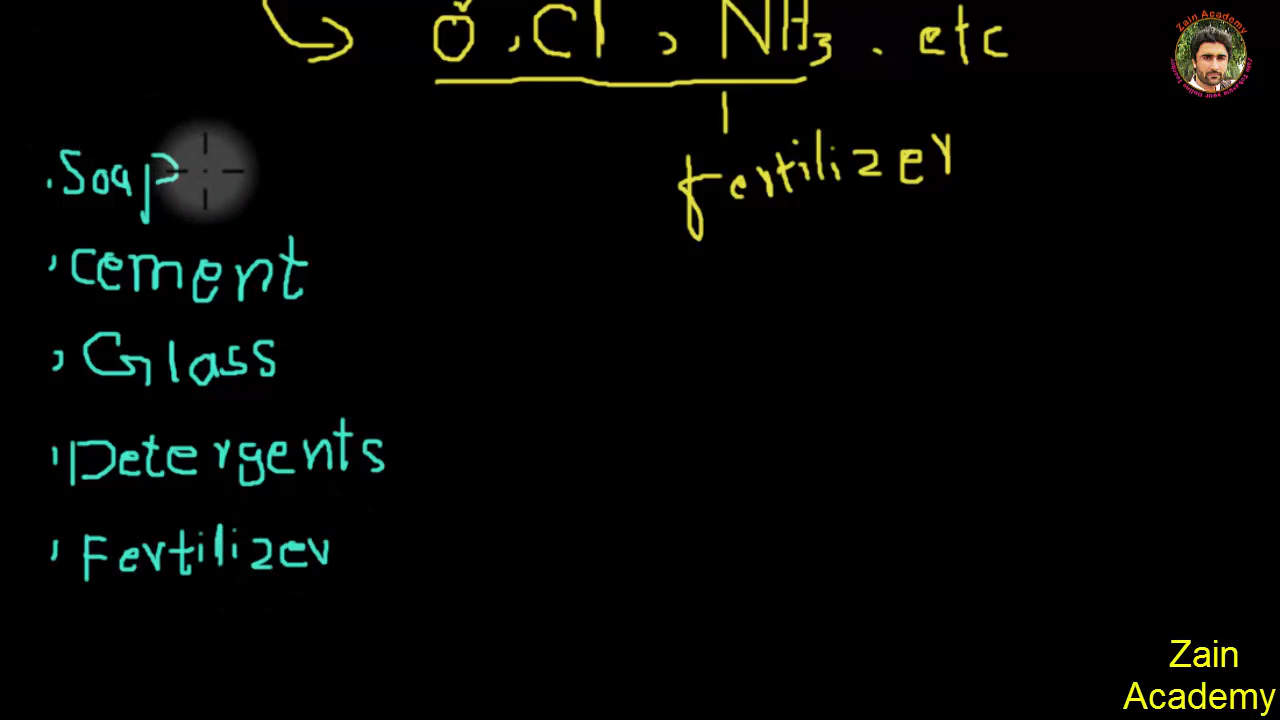 O, Cl, NH3. etc
fertilizer
.Soap
,cement
,Glass
,Detergents
,Fertilizer
Zain Academy
Zain
Academy